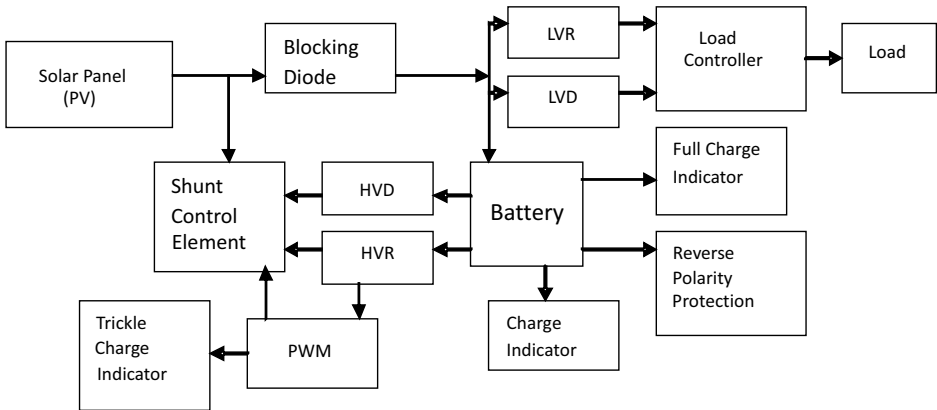 Solar Panel
(PV)
Blocking
Diode
LVR
LVD
Load
Controller
Load
Shunt
Control
Element
HVD
HVR
Battery
Full Charge
Indicator
Reverse
Polarity
Protection
Trickle
Charge
Indicator
PWM
Charge
Indicator